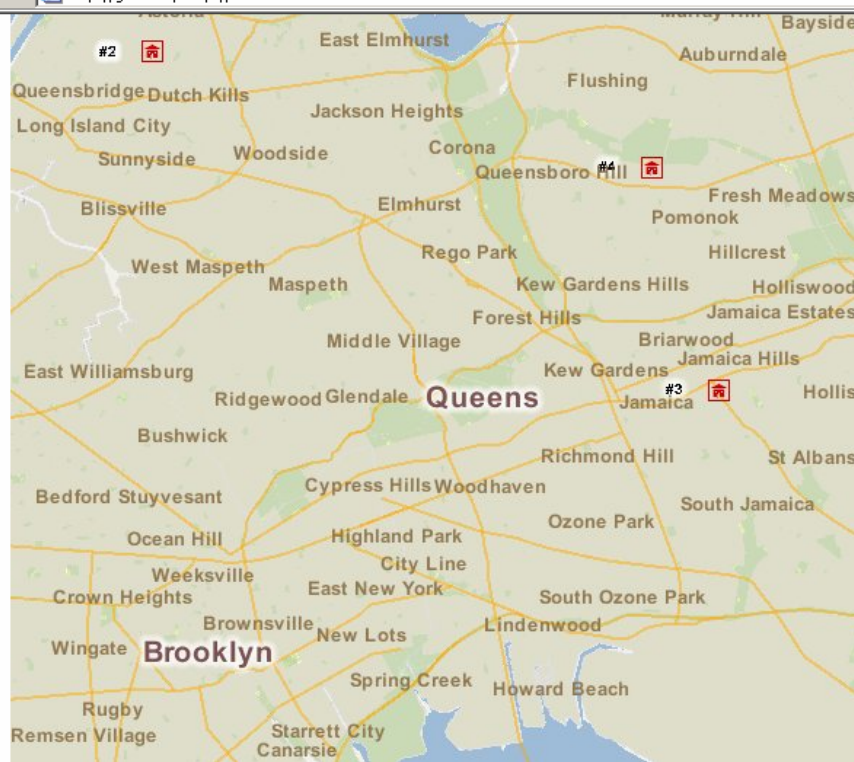 Astoria
Murray Hill
Bayside
#2
East Elmhurst
Auburndale
Queensbridge
Dutch Kills
Flushing
Long Island City
Jackson Heights
Sunnyside
Woodside
Corona
Queensboro Hill
#4
Blissville
Elmhurst
Fresh Meadows
Pomonok
West Maspeth
Maspeth
Rego Park
Hillcrest
Kew Gardens Hills
Holliswood
Forest Hills
Jamaica Estates
Middle Village
Briarwood
East Williamsburg
Kew Gardens
Jamaica Hills
Ridgewood
Glendale
Queens
#3
Jamaica
Hollis
Bushwick
Richmond Hill
St Albans
Bedford Stuyvesant
Cypress Hills
Woodhaven
South Jamaica
Ocean Hill
Highland Park
Ozone Park
Weeksville
City Line
Crown Heights
East New York
South Ozone Park
Brownsville
New Lots
Lindenwood
Wingate
Brooklyn
Spring Creek
Howard Beach
Rugby
Remsen Village
Starrett City
Canarsie